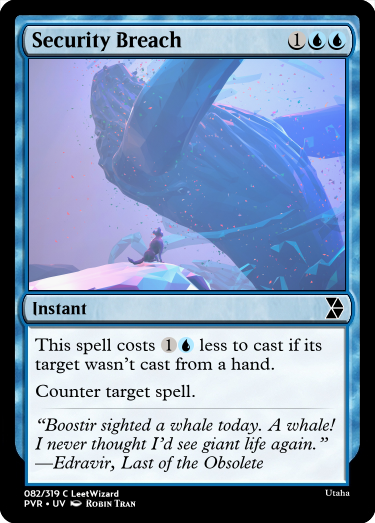 Security Breach
1
Instant
This spell costs 1 less to cast if its
target wasn't cast from a hand.
Counter target spell.
“Boostir sighted a whale today. A whale!
I never thought I'd see giant life again.”
—Edravir, Last of the Obsolete
082/319 C LeetWizard
Utaha
PVR • UV Robin Tran